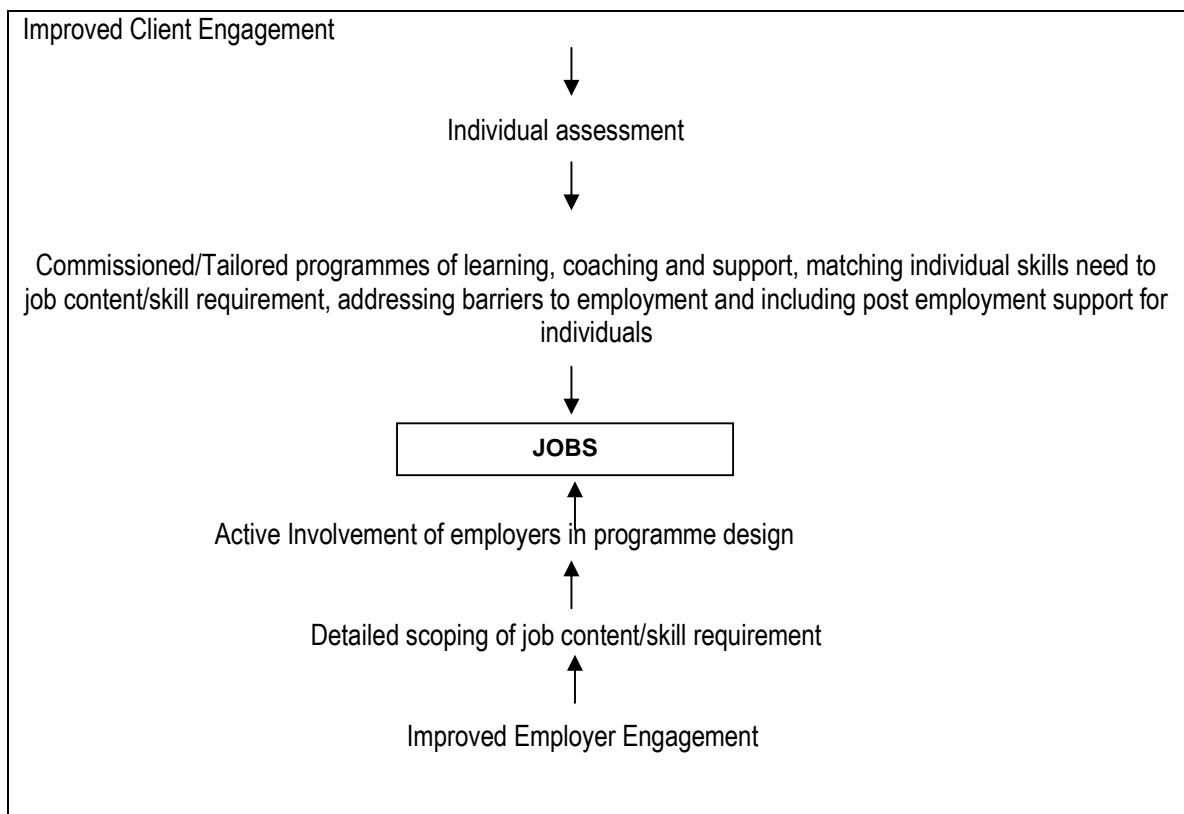 Improved Client Engagement
Individual assessment
Commissioned/Tailored programmes of learning, coaching and support, matching individual skills need to
job content/skill requirement, addressing barriers to employment and including post employment support for
individuals
JOBS
Active Involvement of employers in programme design
Detailed scoping of job content/skill requirement
Improved Employer Engagement